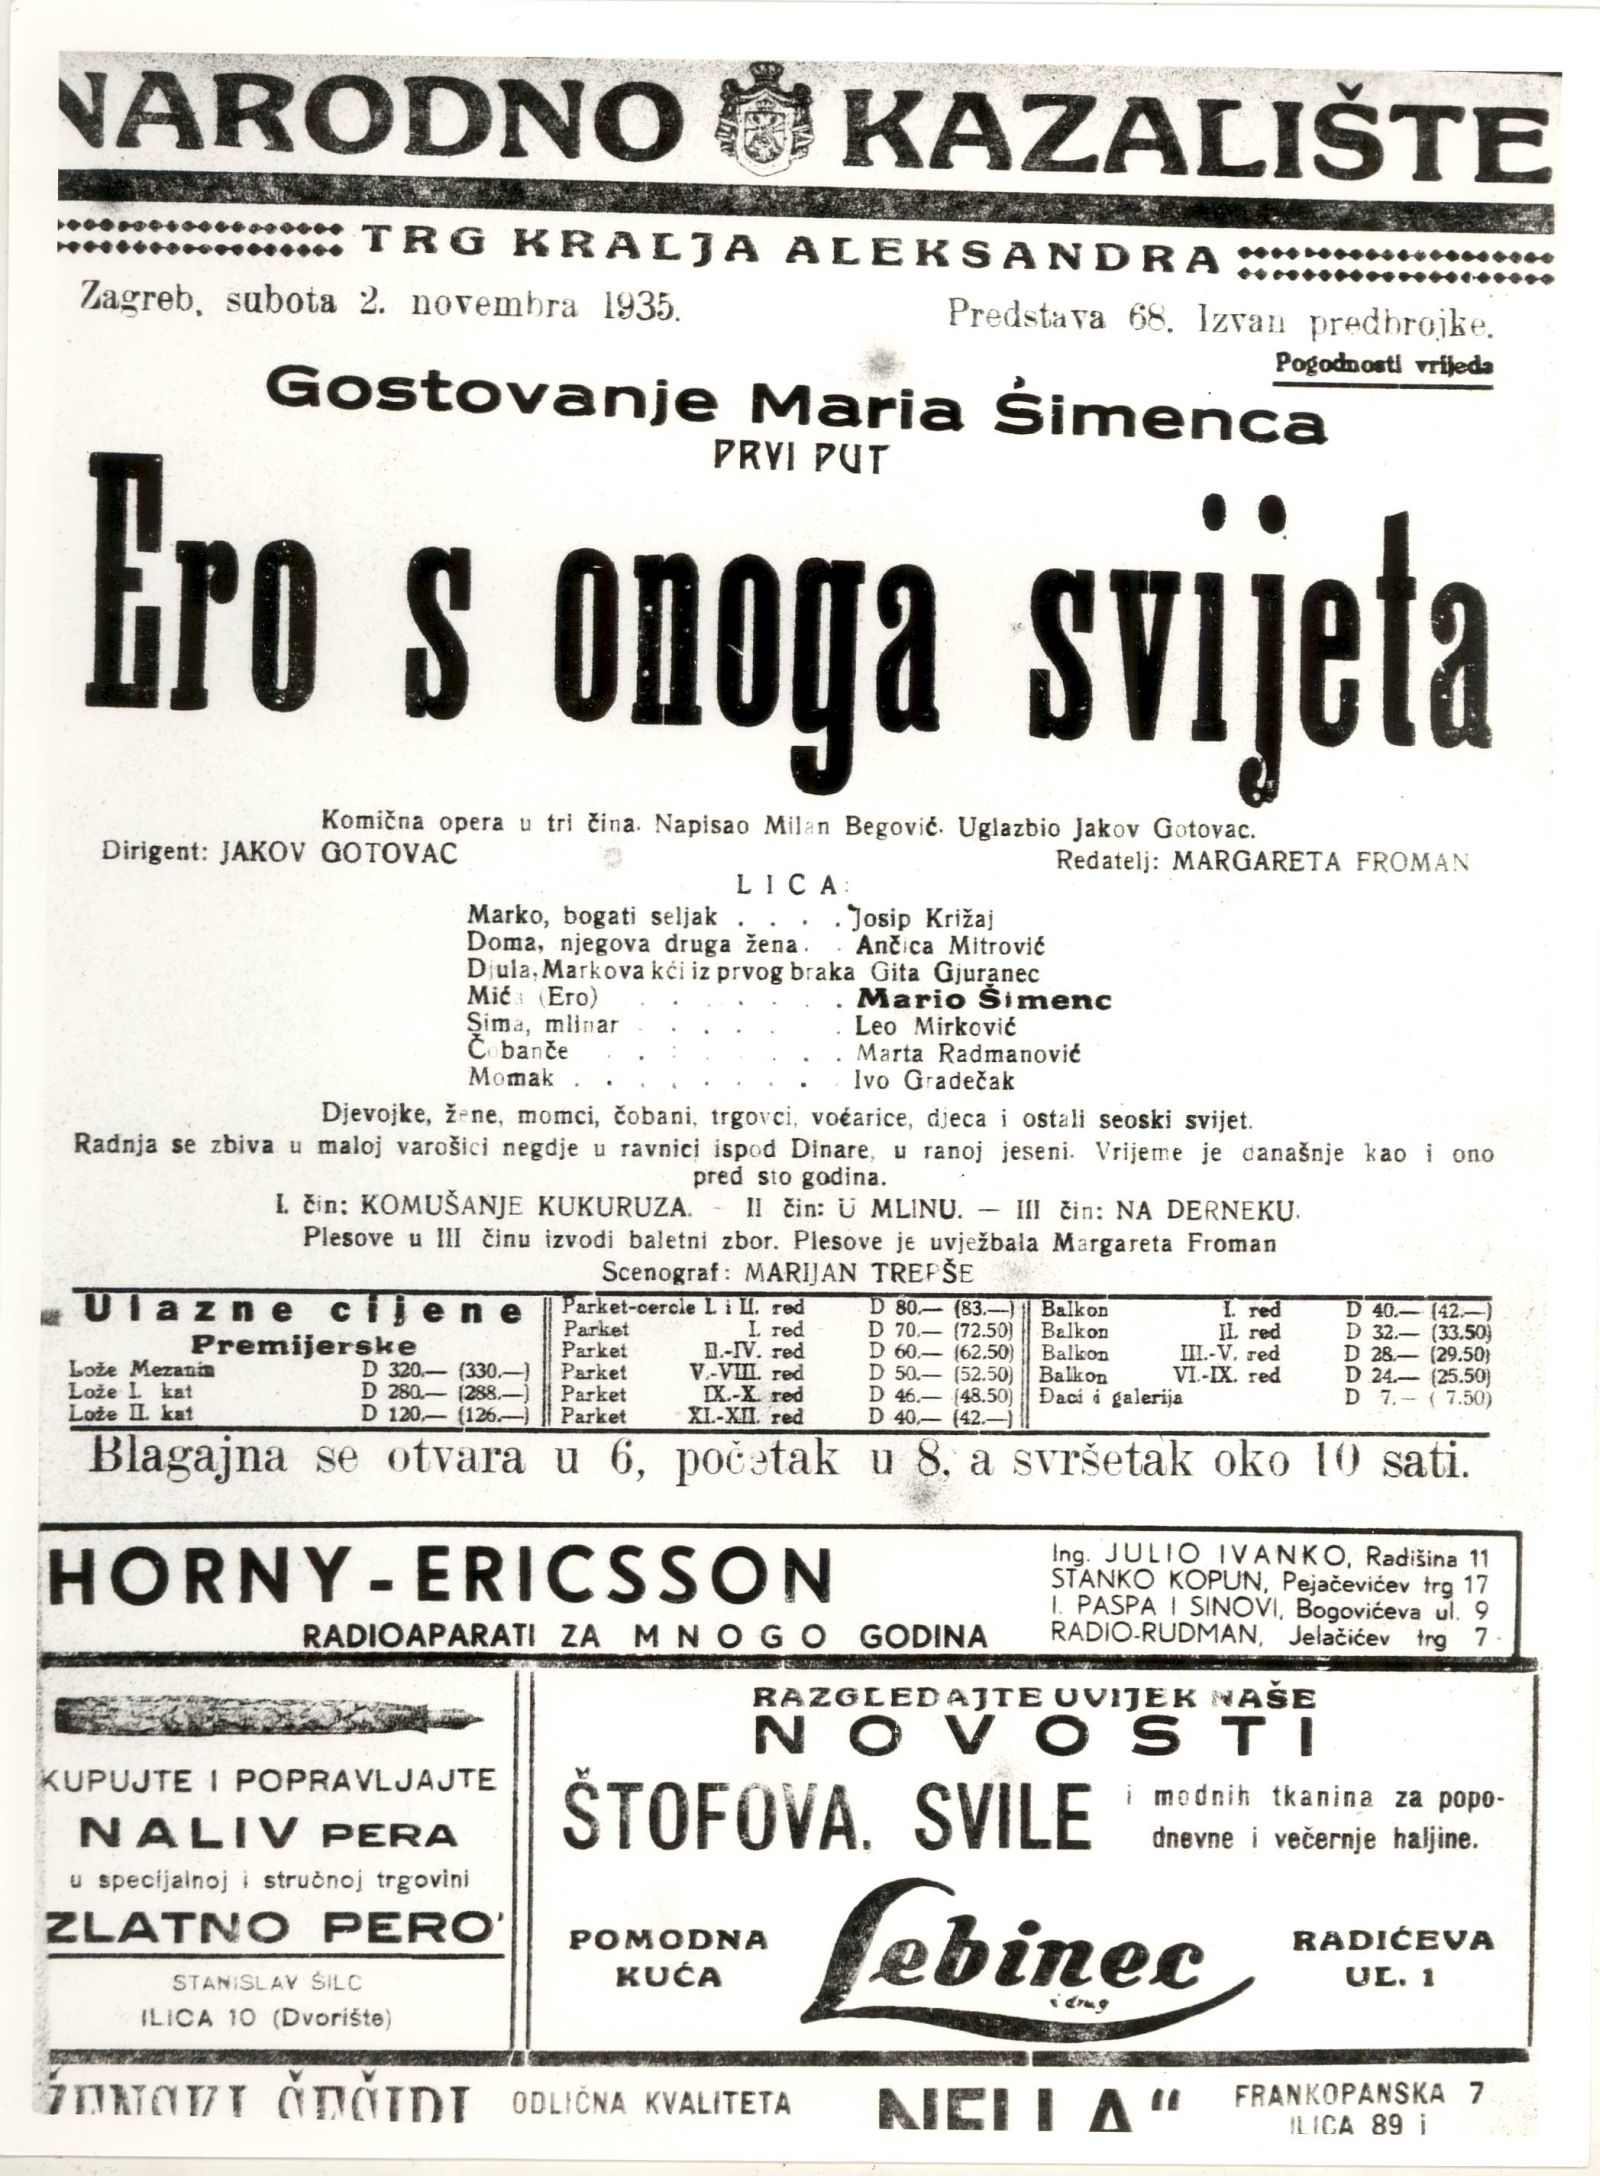 NARODNO KAZALIŠTE
TRG KRALJA ALEKSANDRA
Zagreb, subota 2. novembra 1935.
Predstava 68. Izvan predbrojke.
Pogodnosti vrijeda
Gostovanje Maria Šimenca
PRVI PUT
Ero s onoga svijeta
Komična opera u tri čina. Napisao Milan Begović. Uglazbio Jakov Gotovac.
Dirigent: JAKOV GOTOVAC
Redatelj: MARGARETA FROMAN
LICA:
Marko, bogati seljak . . . . Josip Križaj
Doma, njegova druga žena. . Ančica Mitrović
Djula, Markova kći iz prvog braka Gita Gjuranec
Mića (Ero) . . . . . . Mario Šimenc
Sima, mlinar . . . . . Leo Mirković
Čobanče . . : . . . . Marta Radmanović
Momak . . . . . . . . Ivo Gradečak
Djevojke, žene, momci, čobani, trgovci, voćarice, djeca i ostali seoski svijet.
Radnja se zbiva u maloj varošici negdje u ravnici ispod Dinare, u ranoj jeseni. Vrijeme je današnje kao i ono
pred sto godina.
I. čin: KOMUŠANJE KUKURUZA. - II čin: U MLINU. — III čin: NA DERNEKU.
Plesove u III činu izvodi baletni zbor. Plesove je uvježbala Margareta Froman
Scenograf: MARIJAN TREPŠE
Ulazne cijene
Premijerske
Lože Mezanin D 320.— (330.—)
Lože I. kat D 280.— (288.—)
Lože II. kat D 120.— (126.—)
Parket-cercle I. i II. red D 80.— (83.—)
Parket I. red D 70.— (72.50)
Parket II.-IV. red D 60.— (62.50)
Parket V.-VIII. red D 50.— (52.50)
Parket IX.-X. red D 46.— (48.50)
Parket XI.-XII. red D 40.— (42.—)
Balkon I. red D 40.— (42.—)
Balkon II. red D 32.— (33.50)
Balkon III.-V. red D 28.— (29.50)
Balkon VI.-IX. red D 24.— (25.50)
Đaci i galerija D 7.— ( 7.50)
Blagajna se otvara u 6, početak u 8, a svršetak oko 10 sati.
HORNY-ERICSSON
RADIOAPARATI ZA MNOGO GODINA
Ing. JULIO IVANKO, Radišina 11
STANKO KOPUN, Pejačevićev trg 17
I. PASPA I SINOVI, Bogovićeva ul. 9
RADIO-RUDMAN, Jelačićev trg 7
KUPUJTE I POPRAVLJAJTE
NALIV PERA
u specijalnoj i stručnoj trgovini
ZLATNO PERO'
STANISLAV ŠILC
ILICA 10 (Dvorište)
RAZGLEDAJTE UVIJEK NAŠE
NOVOSTI
ŠTOFOVA, SVILE
i modnih tkanina za popo-
dnevne i večernje haljine.
POMODNA
KUĆA
Lebinec
i drug
RADIĆEVA
UL. 1
ŽENSKI ŠEŠIRI ODLIČNA KVALITETA
NELLA“
FRANKOPANSKA 7
ILICA 89 i